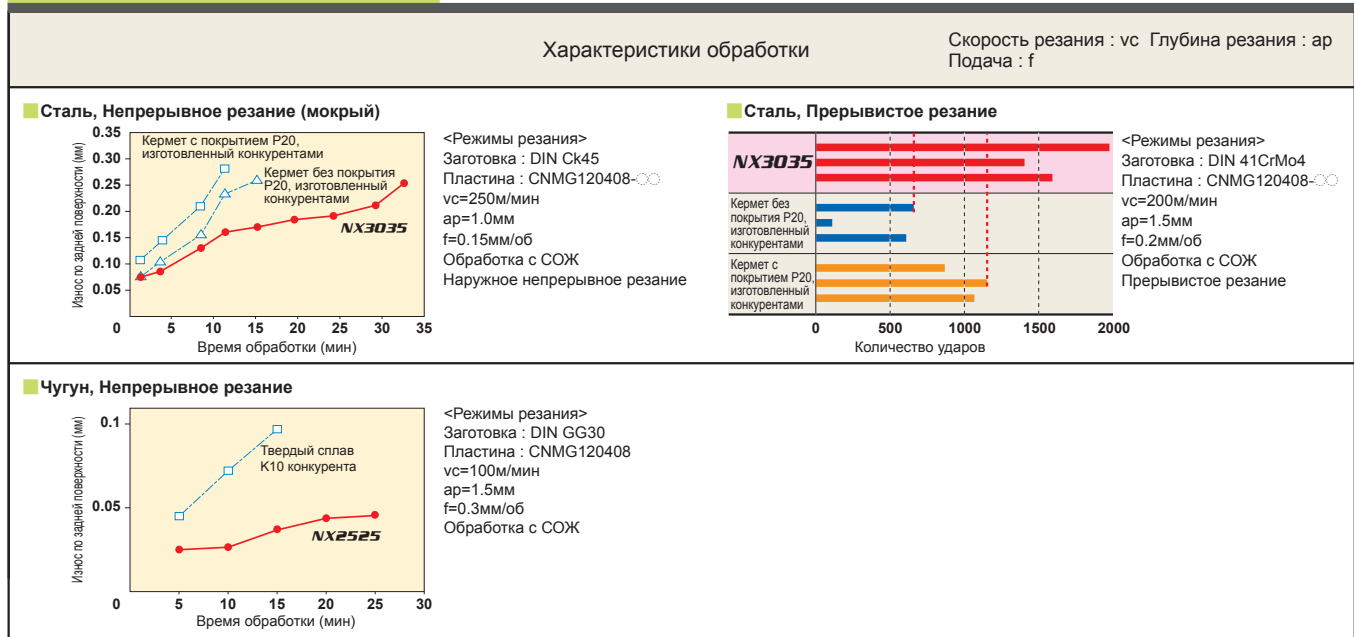 Характеристики обработки
Скорость резания : vc Глубина резания : ap
Подача : f
Сталь, Непрерывное резание (мокрый)
Износ по задней поверхности (мм)
0.35
0.30
0.25
0.20
0.15
0.10
0.05
0
5
10
15
20
25
30
35
Время обработки (мин)
Кермет с покрытием P20,
изготовленный конкурентами
Кермет без покрытия
P20, изготовленный
конкурентами
NX3035
<Режимы резания>
Заготовка : DIN Ck45
Пластина : CNMG120408-○○
vc=250м/мин
ap=1.0мм
f=0.15мм/об
Обработка с СОЖ
Наружное непрерывное резание
Сталь, Прерывистое резание
NX3035
Кермет без
покрытия P20,
изготовленный
конкурентами
Кермет с
покрытием P20,
изготовленный
конкурентами
0
500
1000
1500
2000
Количество ударов
<Режимы резания>
Заготовка : DIN 41CrMo4
Пластина : CNMG120408-○○
vc=200м/мин
ap=1.5мм
f=0.2мм/об
Обработка с СОЖ
Прерывистое резание
Чугун, Непрерывное резание
Износ по задней поверхности (мм)
0.1
0.05
0
5
10
15
20
25
30
Время обработки (мин)
Твердый сплав
K10 конкурента
NX2525
<Режимы резания>
Заготовка : DIN GG30
Пластина : CNMG120408
vc=100м/мин
ap=1.5мм
f=0.3мм/об
Обработка с СОЖ